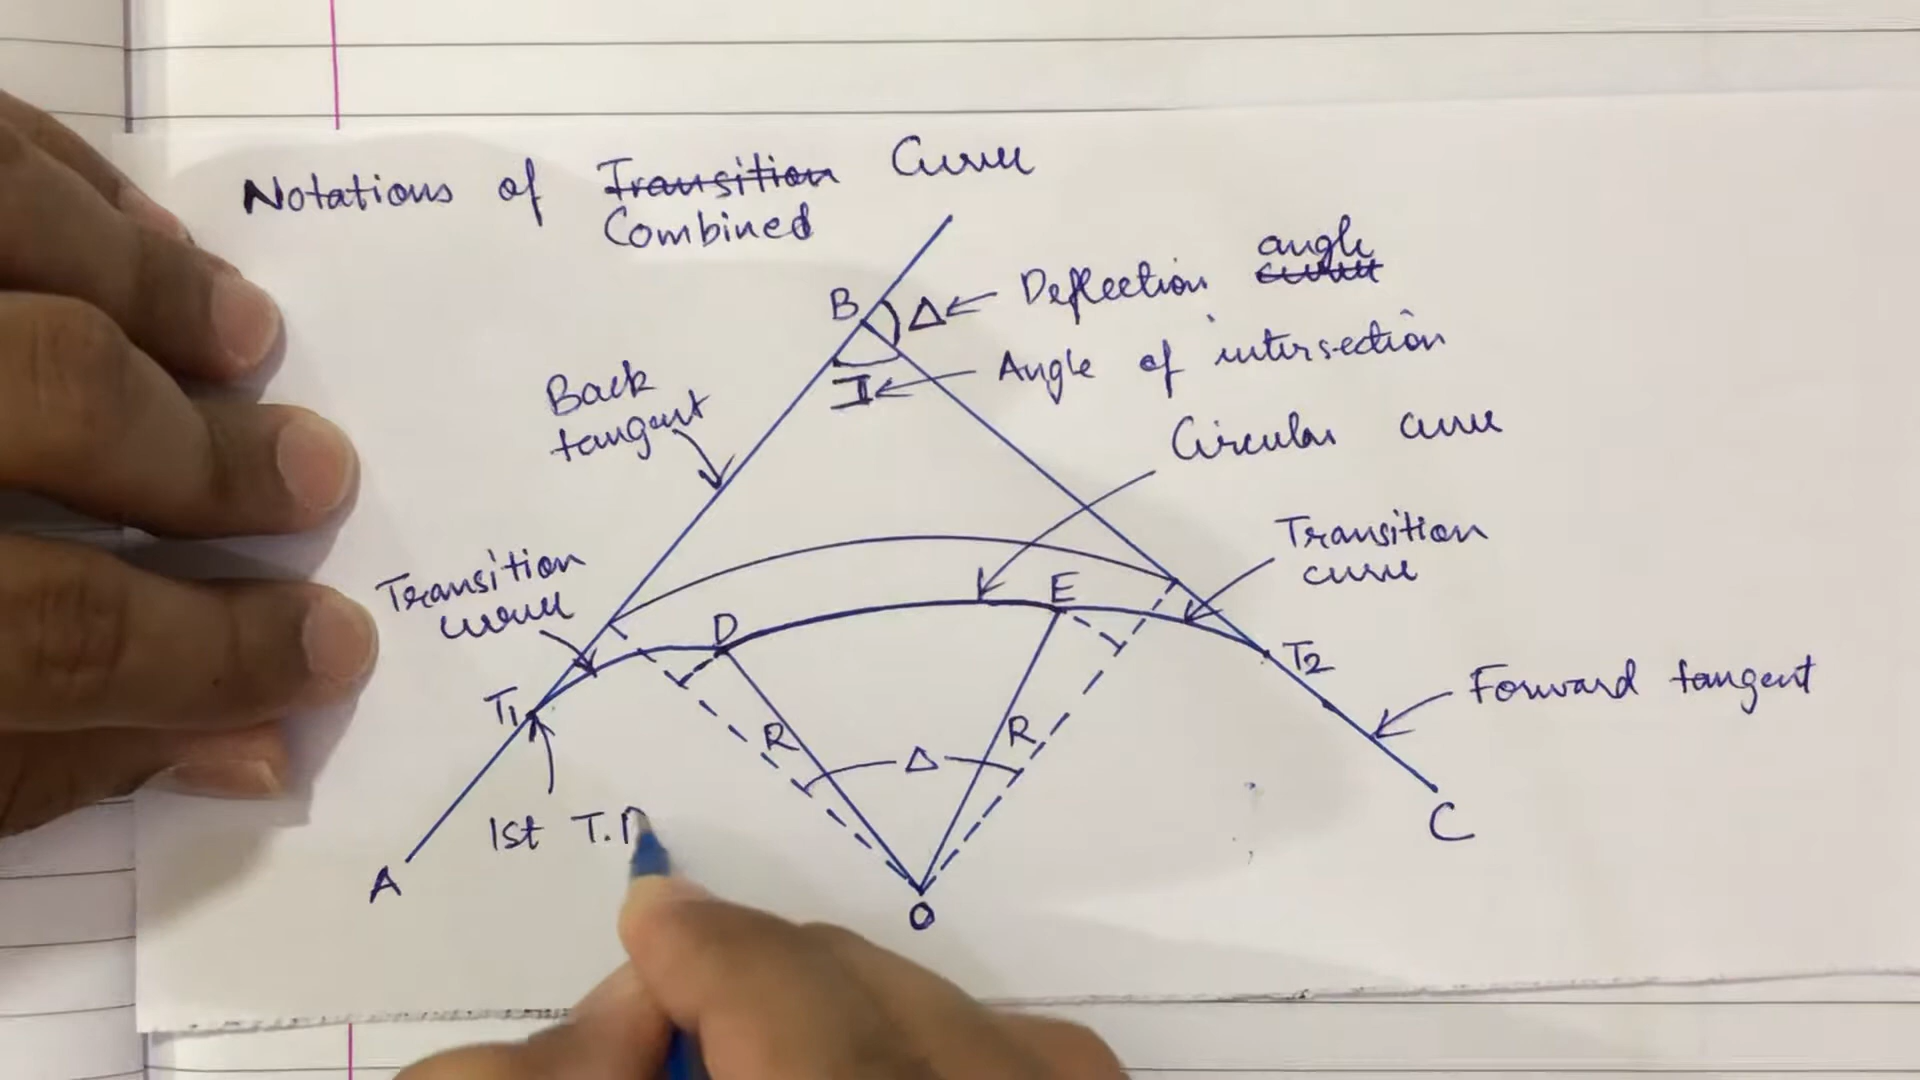 Notations of Transition Curve
Combined
angle
Deflection curve
B
Δ
Angle of intersection
I
Back
tangent
Circular curve
Transition
curve
Transition
curve
E
D
T1
T2
Forward tangent
R
R
Δ
1st T.P
C
A
O